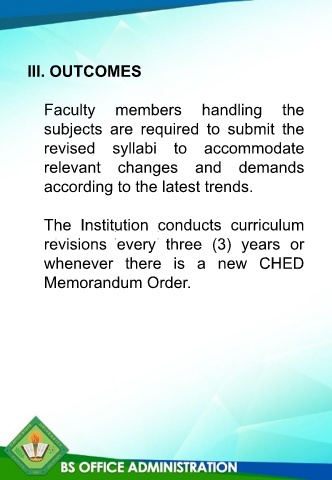 III. OUTCOMES
Faculty members handling the
subjects are required to submit the
revised syllabi to accommodate
relevant changes and demands
according to the latest trends.
The Institution conducts curriculum
revisions every three (3) years or
whenever there is a new CHED
Memorandum Order.
BS OFFICE ADMINISTRATION